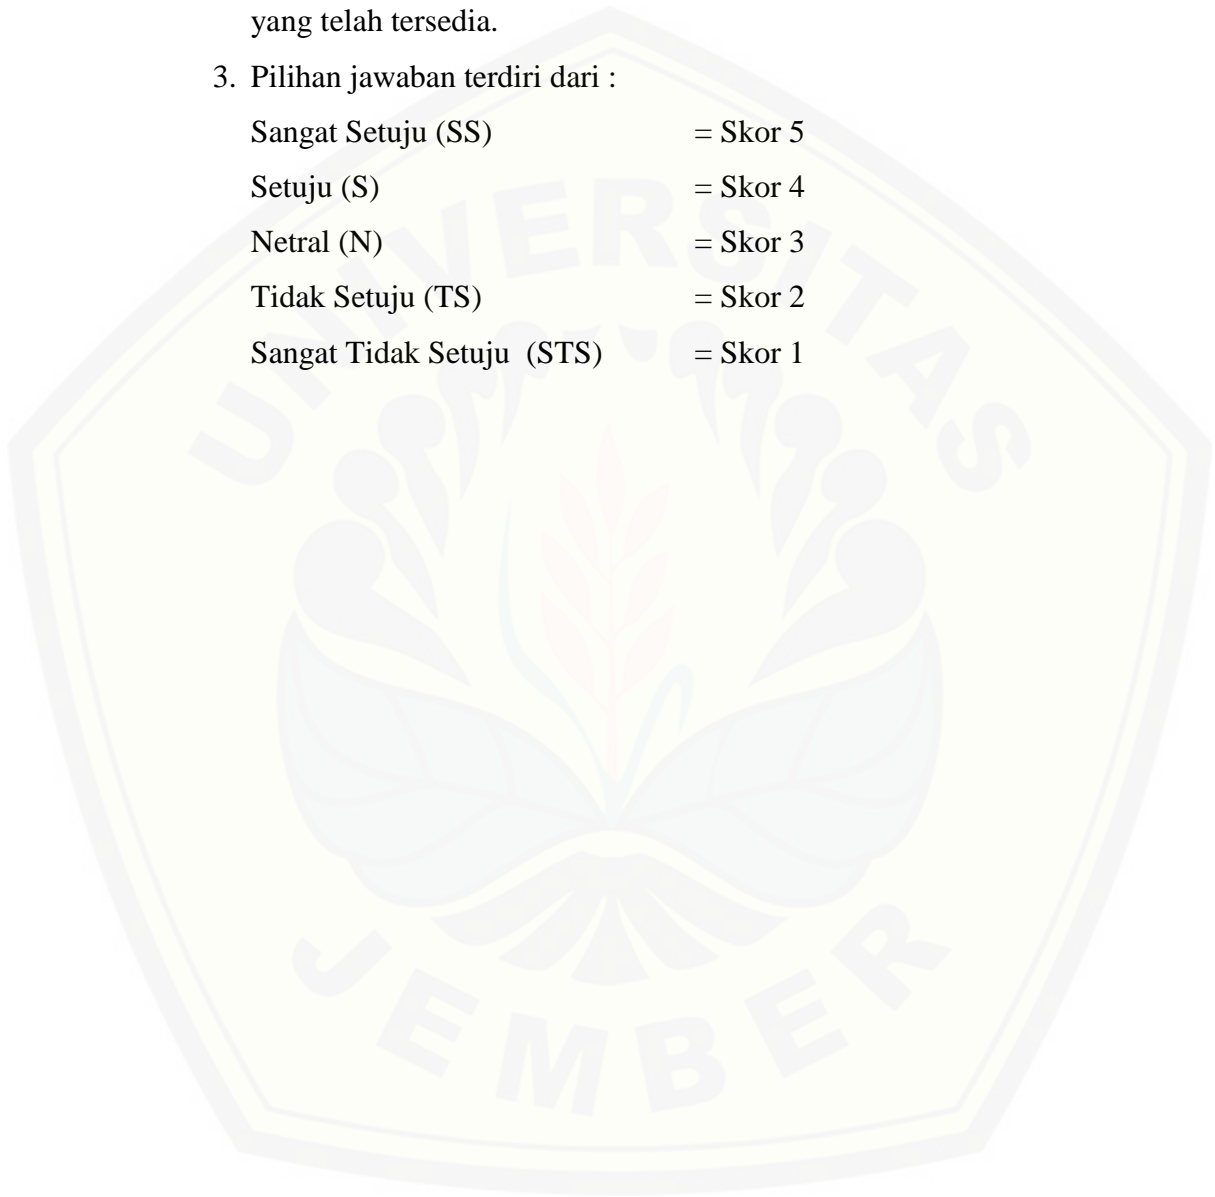 yang telah tersedia.
3. Pilihan jawaban terdiri dari :
Sangat Setuju (SS) = Skor 5
Setuju (S) = Skor 4
Netral (N) = Skor 3
Tidak Setuju (TS) = Skor 2
Sangat Tidak Setuju  (STS) = Skor 1
UNIVERSITAS
JEMBER